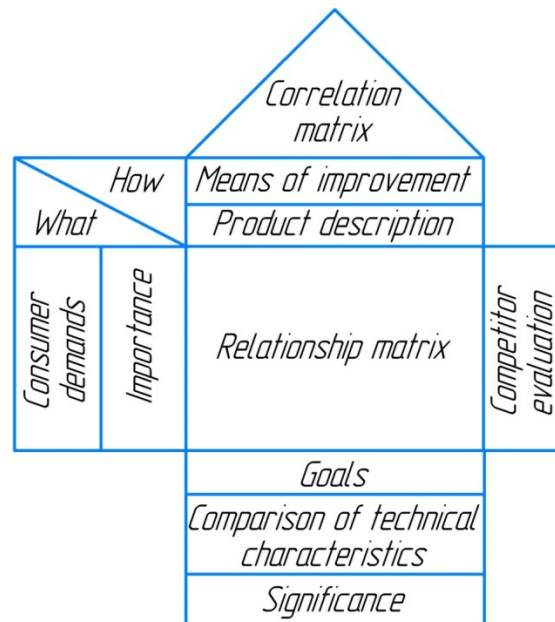 Correlation
matrix
How
What
Means of improvement
Product description
Consumer
demands
Importance
Relationship matrix
Competitor
evaluation
Goals
Comparison of technical
characteristics
Significance